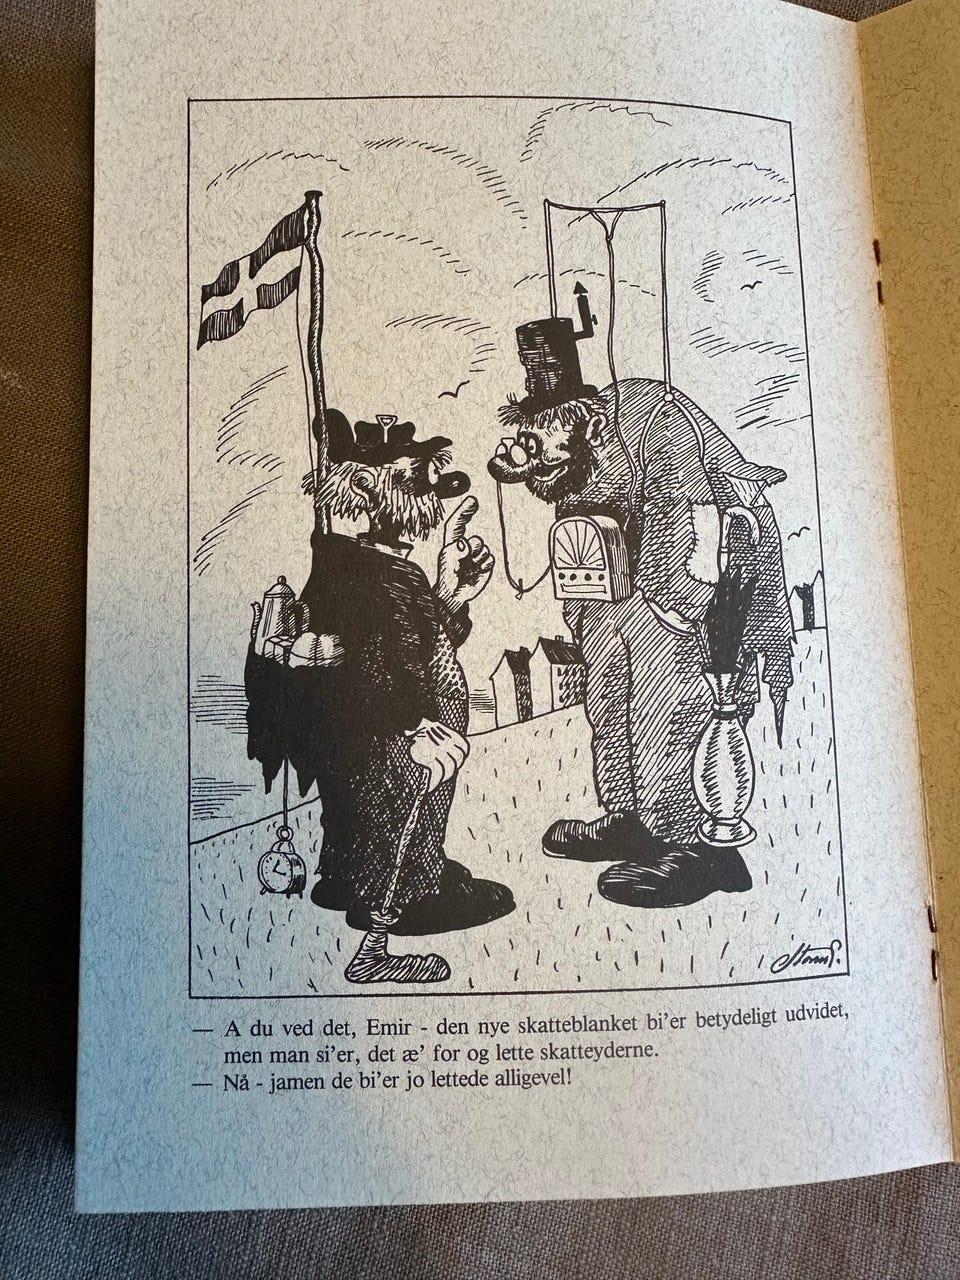 Storm P.
— A du ved det, Emir - den nye skatteblanket bi’er betydeligt udvidet,
men man si’er, det æ’ for og lette skatteyderne.
— Nå - jamen de bi’er jo lettede alligevel!